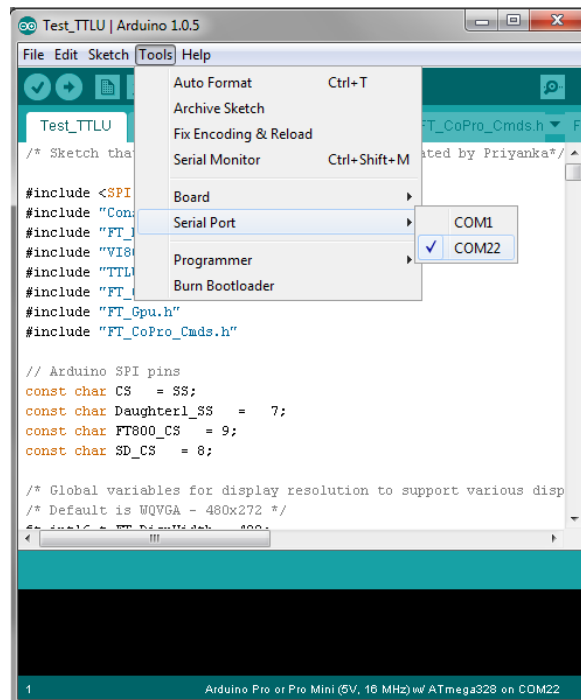 Test_TTLU | Arduino 1.0.5
File Edit Sketch Tools Help
Auto Format Ctrl+T
Archive Sketch
Fix Encoding & Reload
Serial Monitor Ctrl+Shift+M
Board
Serial Port
COM1
COM22
Programmer
Burn Bootloader
Test_TTLU FT_CoPro_Cmds.h
/* Sketch tha ated by Priyanka*/
#include <SPI
#include "Con
#include "FT_
#include "VI80
#include "TTLU
#include "FT_
#include "FT_Gpu.h"
#include "FT_CoPro_Cmds.h"
// Arduino SPI pins
const char CS = SS;
const char Daughter1_SS = 7;
const char FT800_CS = 9;
const char SD_CS = 8;
/* Global variables for display resolution to support various disp
/* Default is WQVGA - 480x272 */
1 Arduino Pro or Pro Mini (5V, 16 MHz) w/ ATmega328 on COM22